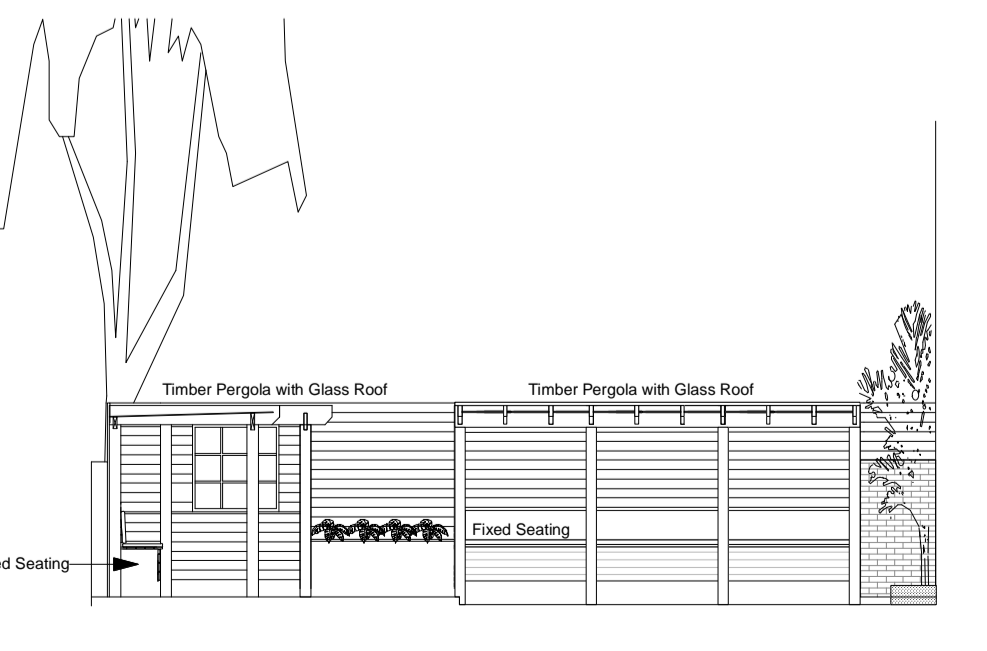 Timber Pergola with Glass Roof
Timber Pergola with Glass Roof
Fixed Seating
ed Seating